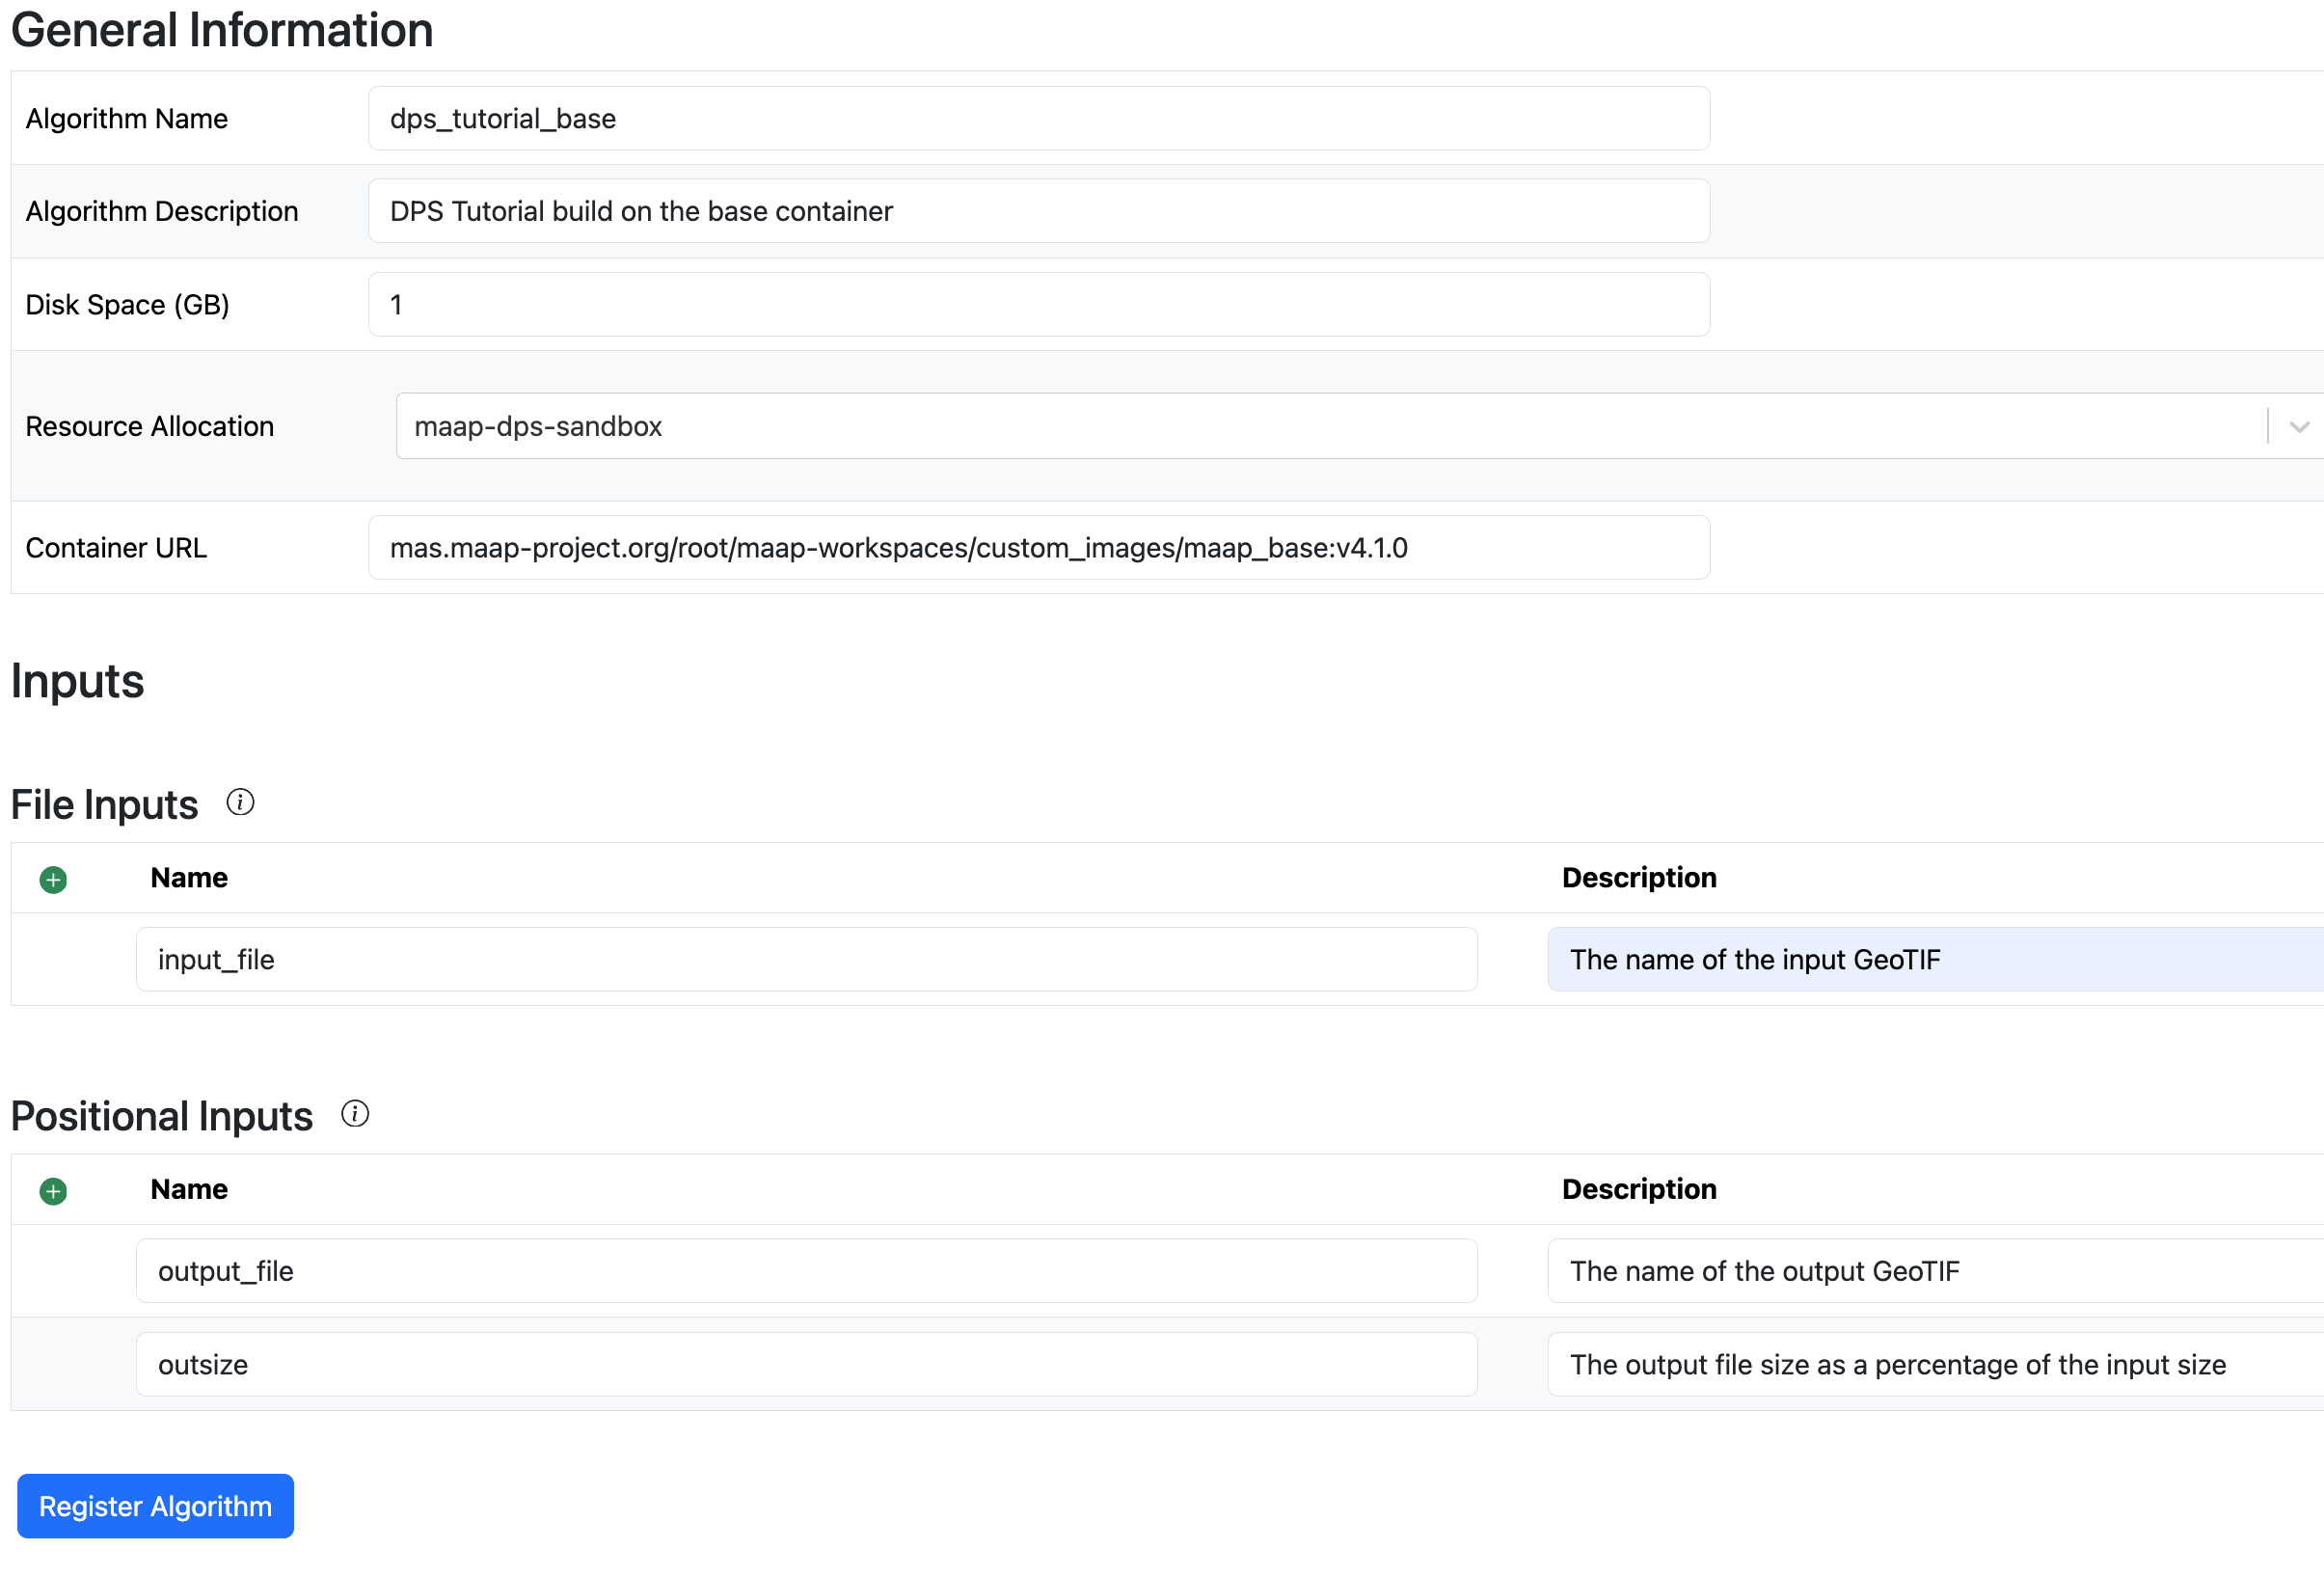 General Information
Algorithm Name dps_tutorial_base
Algorithm Description DPS Tutorial build on the base container
Disk Space (GB) 1
Resource Allocation maap-dps-sandbox
Container URL mas.maap-project.org/root/maap-workspaces/custom_images/maap_base:v4.1.0
Inputs
File Inputs
Name Description
input_file The name of the input GeoTIF
Positional Inputs
Name Description
output_file The name of the output GeoTIF
outsize The output file size as a percentage of the input size
Register Algorithm